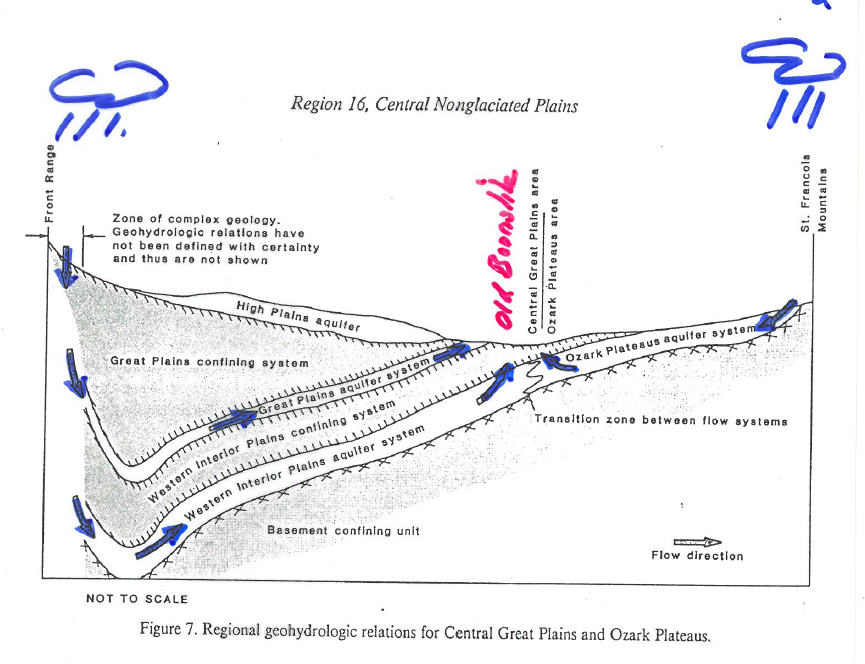 Region 16, Central Nonglaciated Plains
Front Range
Zone of complex geology.
Geohydrologic relations have
not been defined with certainty
and thus are not shown
Old
Central Great Plains area
Ozark Plateaus area
St. Francois
Mountains
High Plains aquifer
Great Plains confining system
Great Plains aquifer system
Ozark Plateaus aquifer system
Western Interior Plains confining system
Western Interior Plains aquifer system
Transition zone between flow systems
Basement confining unit
Flow direction
NOT TO SCALE
Figure 7. Regional geohydrologic relations for Central Great Plains and Ozark Plateaus.